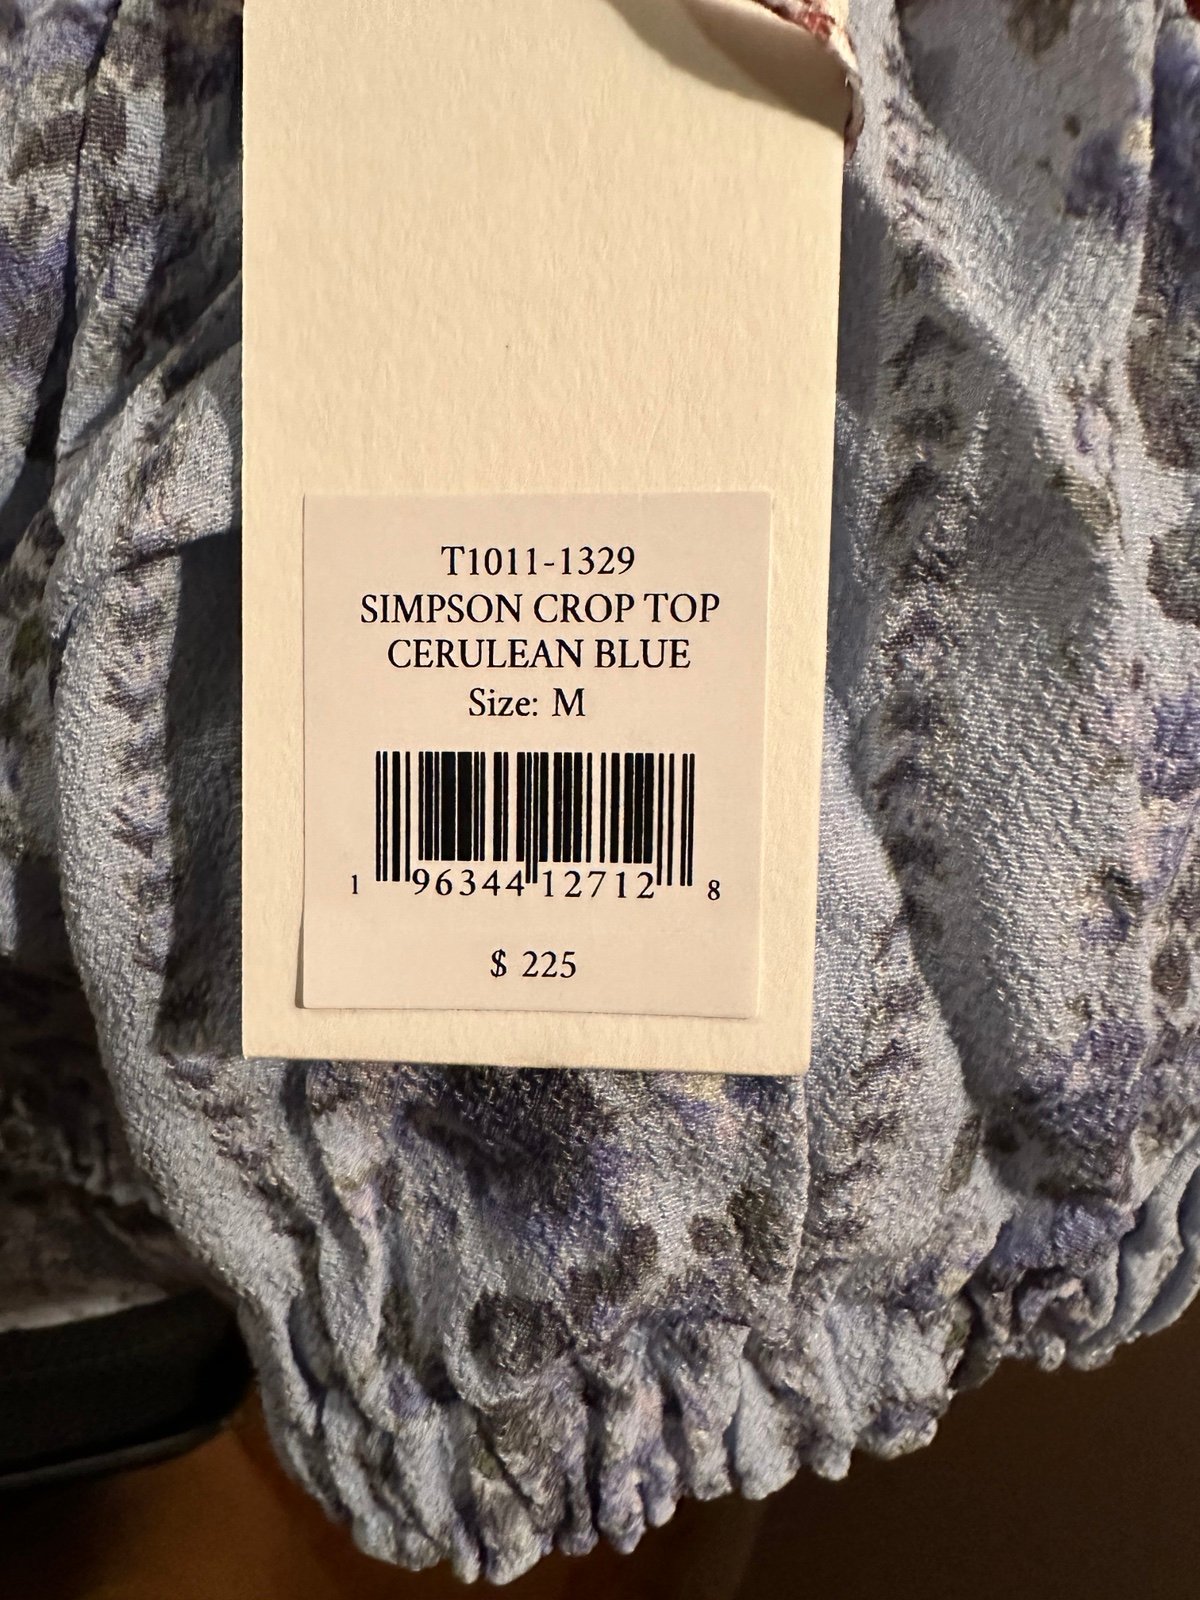 T1011-1329
SIMPSON CROP TOP
CERULEAN BLUE
Size: M
1 96344 12712 8
$ 225